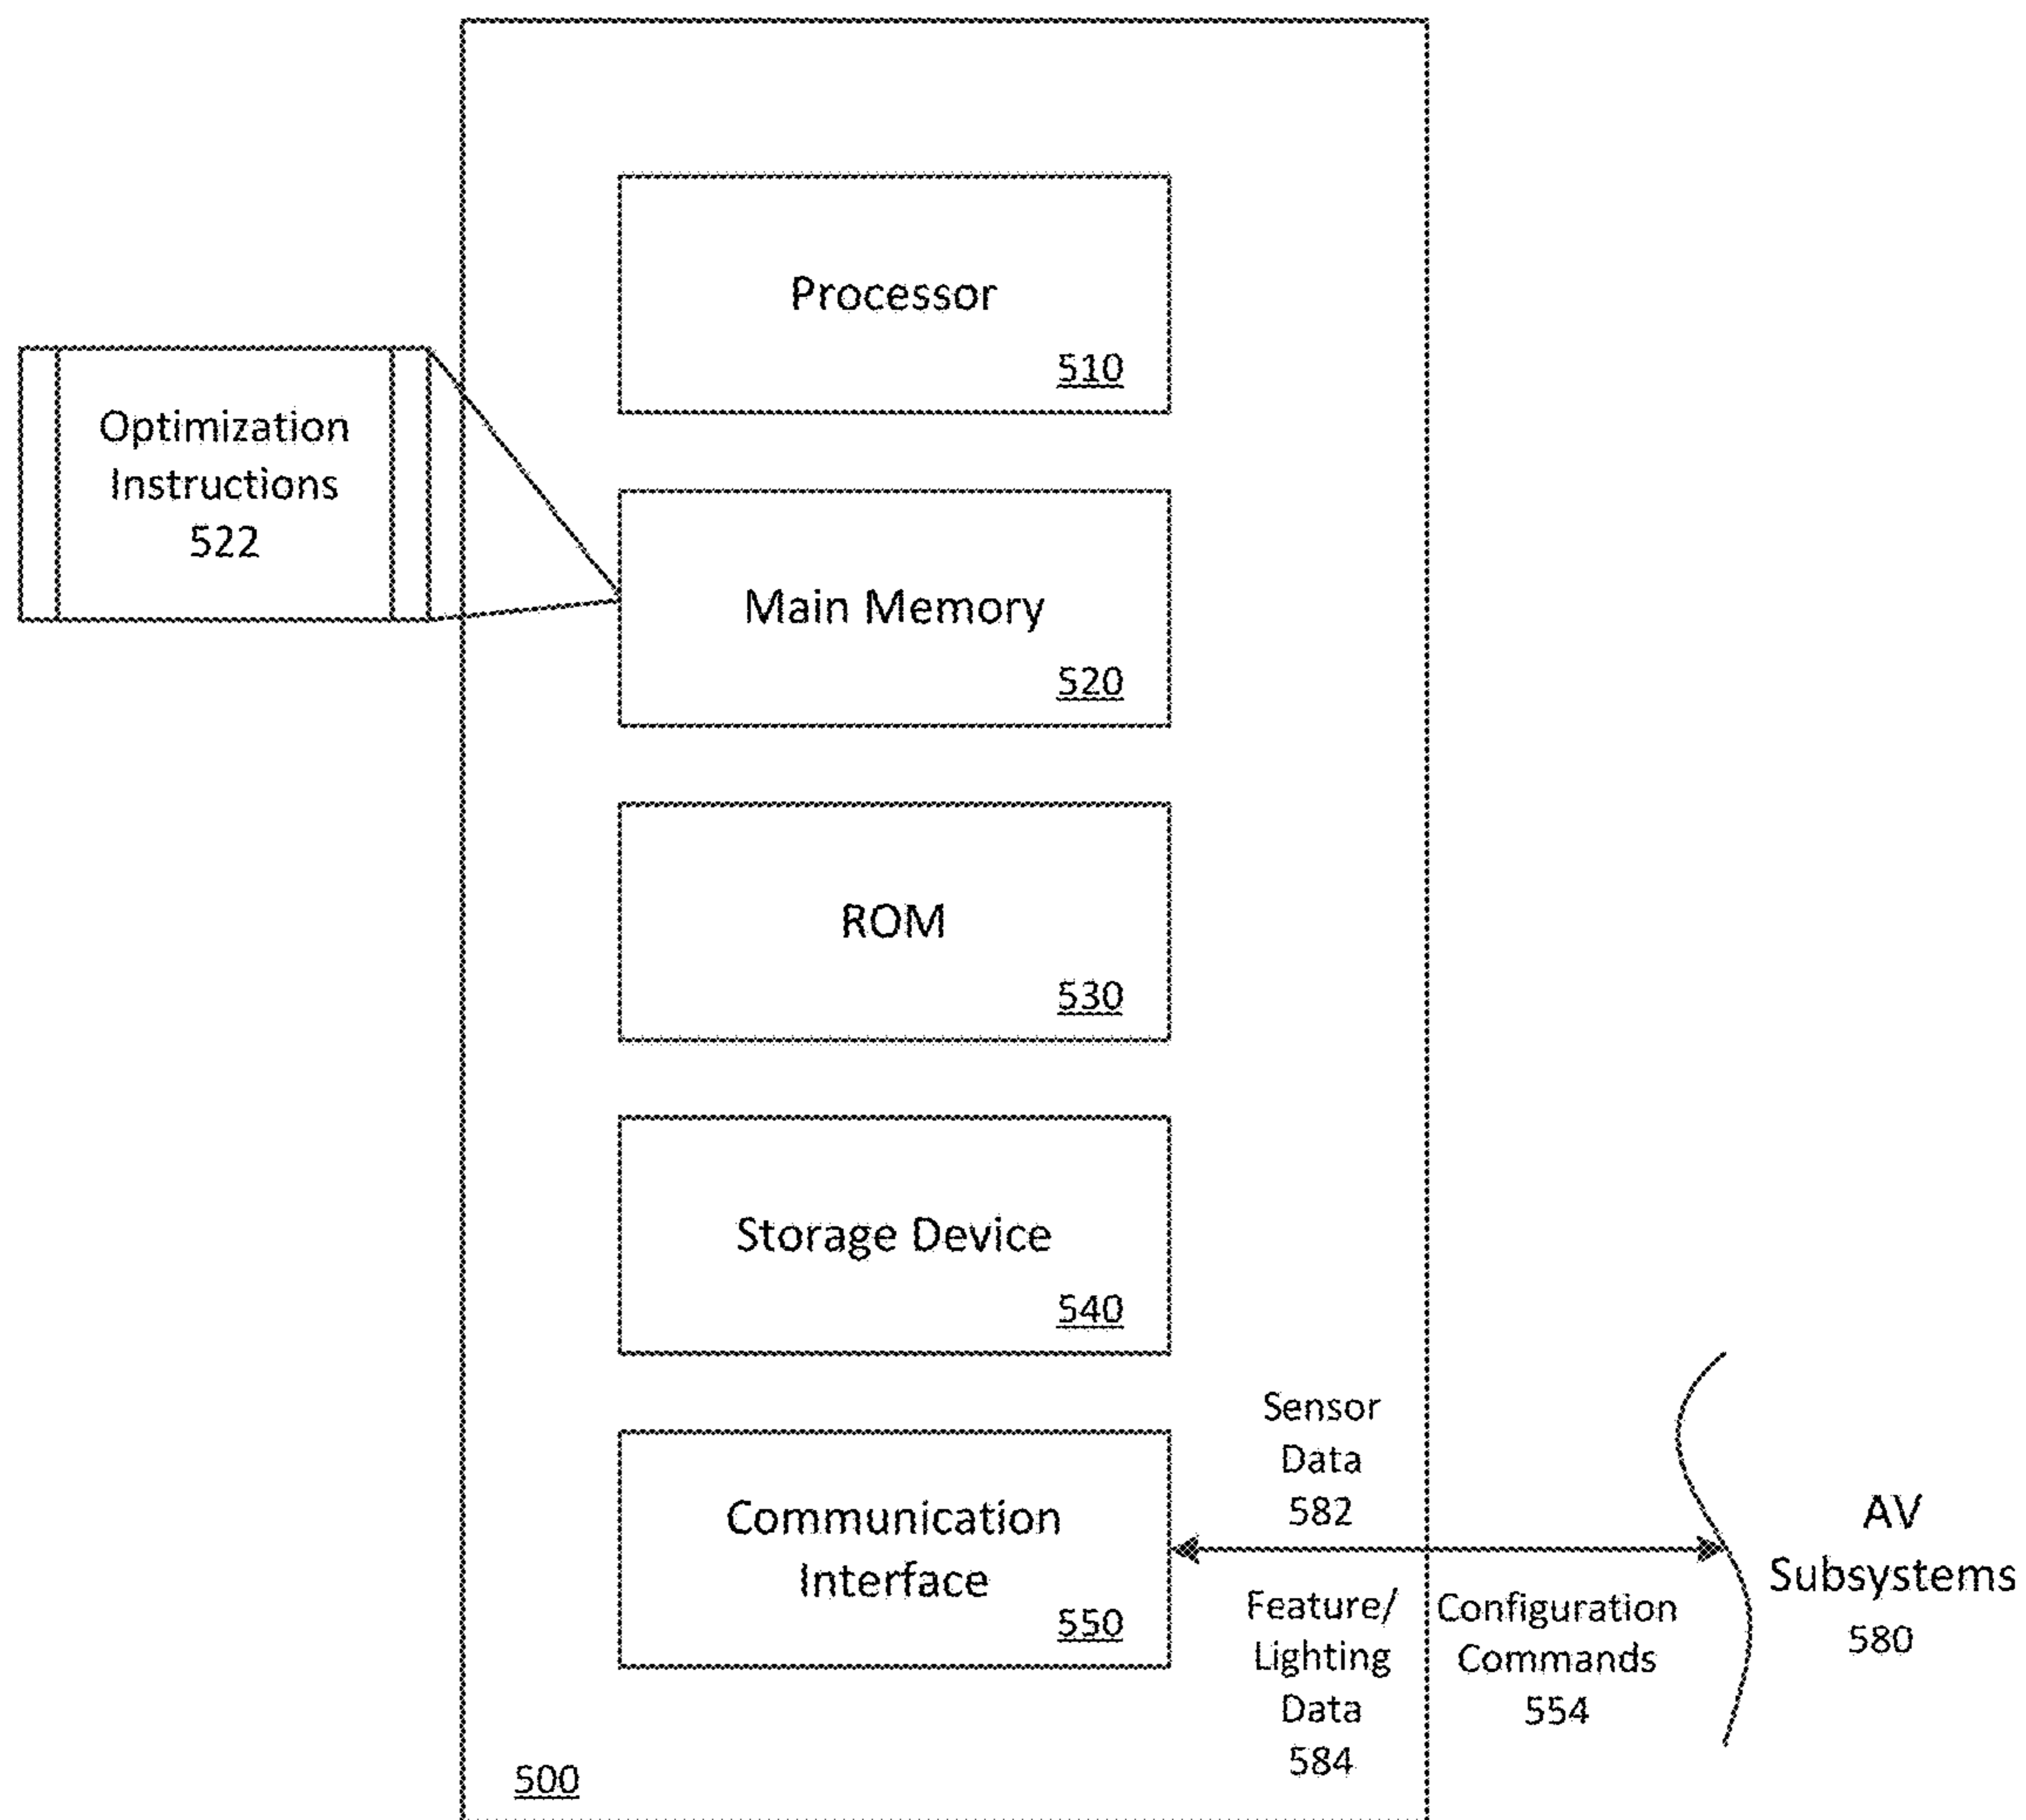 Processor
510
Optimization
Instructions
522
Main Memory
520
ROM
530
Storage Device
540
Communication
Interface
550
Sensor
Data
582
Feature/
Lighting
Data
584
Configuration
Commands
554
AV
Subsystems
580
500